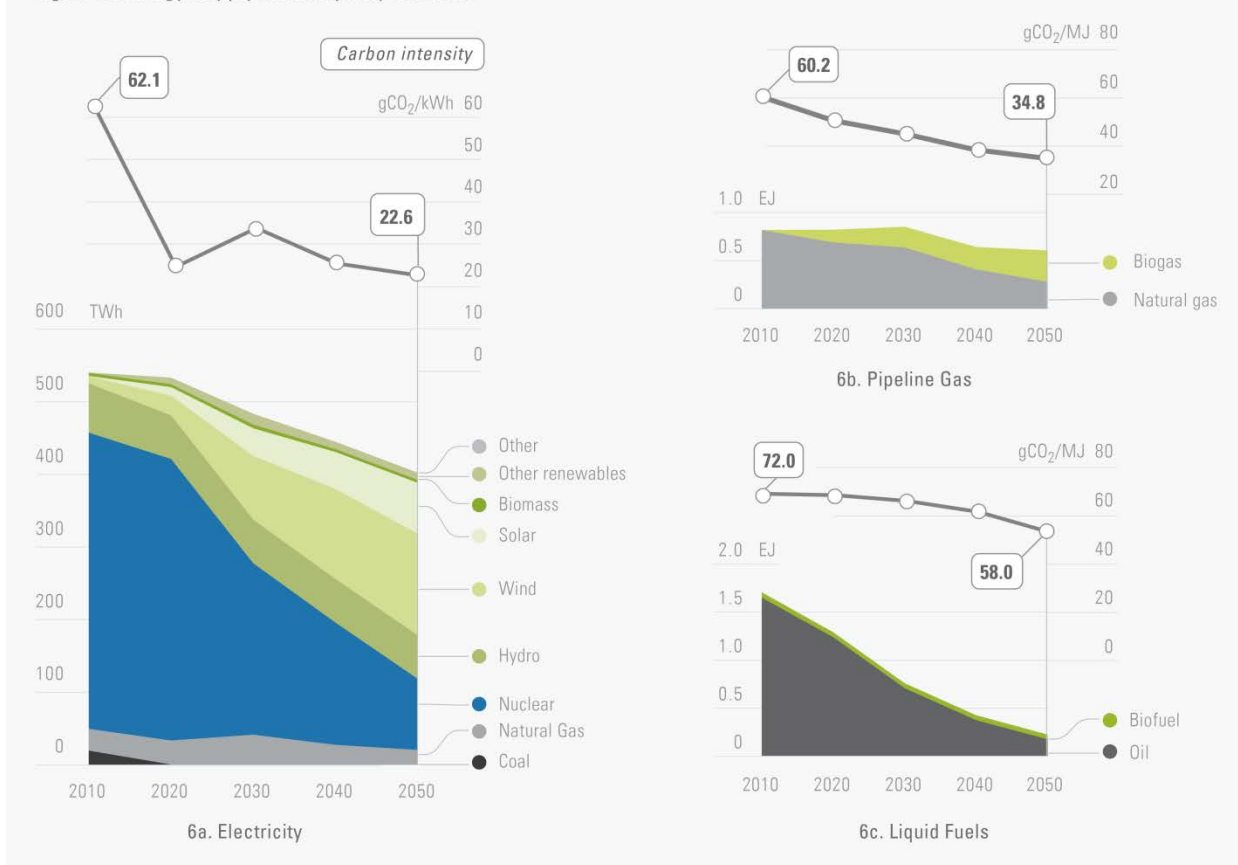 Carbon intensity
62.1
gCO2/kWh 60
50
40
30
22.6
20
10
0
600 TWh
500
400
300
200
100
0
Other
Other renewables
Biomass
Solar
Wind
Hydro
Nuclear
Natural Gas
Coal
2010 2020 2030 2040 2050
6a. Electricity
gCO2/MJ 80
60.2
60
34.8
40
20
1.0 EJ
0.5
0
Biogas
Natural gas
2010 2020 2030 2040 2050
6b. Pipeline Gas
gCO2/MJ 80
72.0
60
40
58.0
20
0
2.0 EJ
1.5
1.0
0.5
0
Biofuel
Oil
2010 2020 2030 2040 2050
6c. Liquid Fuels